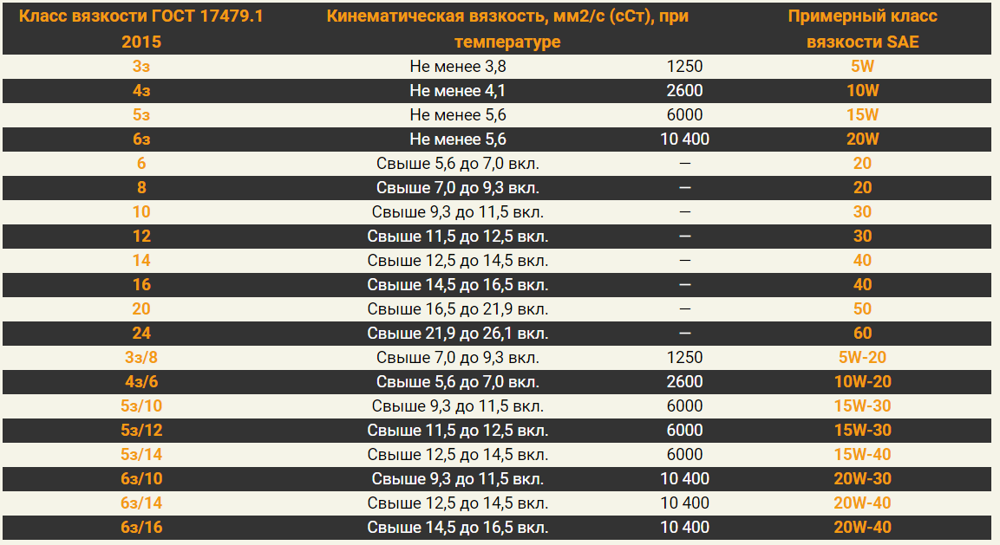 Класс вязкости ГОСТ 17479.1 Кинематическая вязкость, мм2/с (сСт), при Примерный класс
2015 температуре вязкости SAE
3з Не менее 3,8 1250 5W
4з Не менее 4,1 2600 10W
5з Не менее 5,6 6000 15W
6з Не менее 5,6 10 400 20W
6 Свыше 5,6 до 7,0 вкл. — 20
8 Свыше 7,0 до 9,3 вкл. — 20
10 Свыше 9,3 до 11,5 вкл. — 30
12 Свыше 11,5 до 12,5 вкл. — 30
14 Свыше 12,5 до 14,5 вкл. — 40
16 Свыше 14,5 до 16,5 вкл. — 40
20 Свыше 16,5 до 21,9 вкл. — 50
24 Свыше 21,9 до 26,1 вкл. — 60
3з/8 Свыше 7,0 до 9,3 вкл. 1250 5W-20
4з/6 Свыше 5,6 до 7,0 вкл. 2600 10W-20
5з/10 Свыше 9,3 до 11,5 вкл. 6000 15W-30
5з/12 Свыше 11,5 до 12,5 вкл. 6000 15W-30
5з/14 Свыше 12,5 до 14,5 вкл. 6000 15W-40
6з/10 Свыше 9,3 до 11,5 вкл. 10 400 20W-30
6з/14 Свыше 12,5 до 14,5 вкл. 10 400 20W-40
6з/16 Свыше 14,5 до 16,5 вкл. 10 400 20W-40